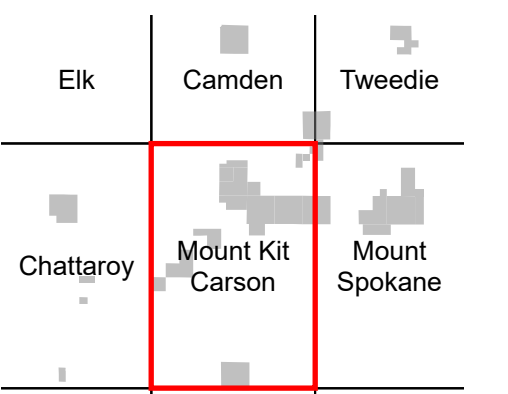 Elk
Camden
Tweedie
Chattaroy
Mount Kit
Carson
Mount
Spokane